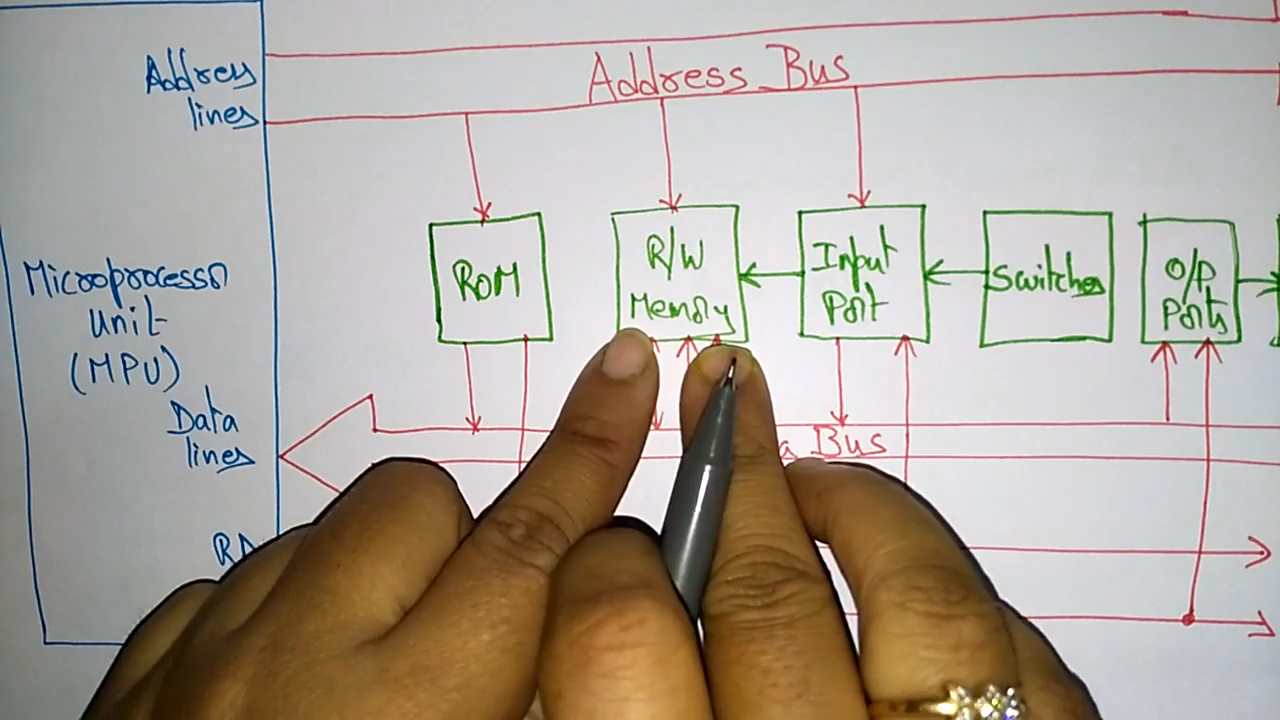 Address Bus
Address
lines
Microprocessor
Unit
(MPU)
ROM
R/W
Memory
Input
Port
Switches
O/P
Ports
Data
lines
Bus